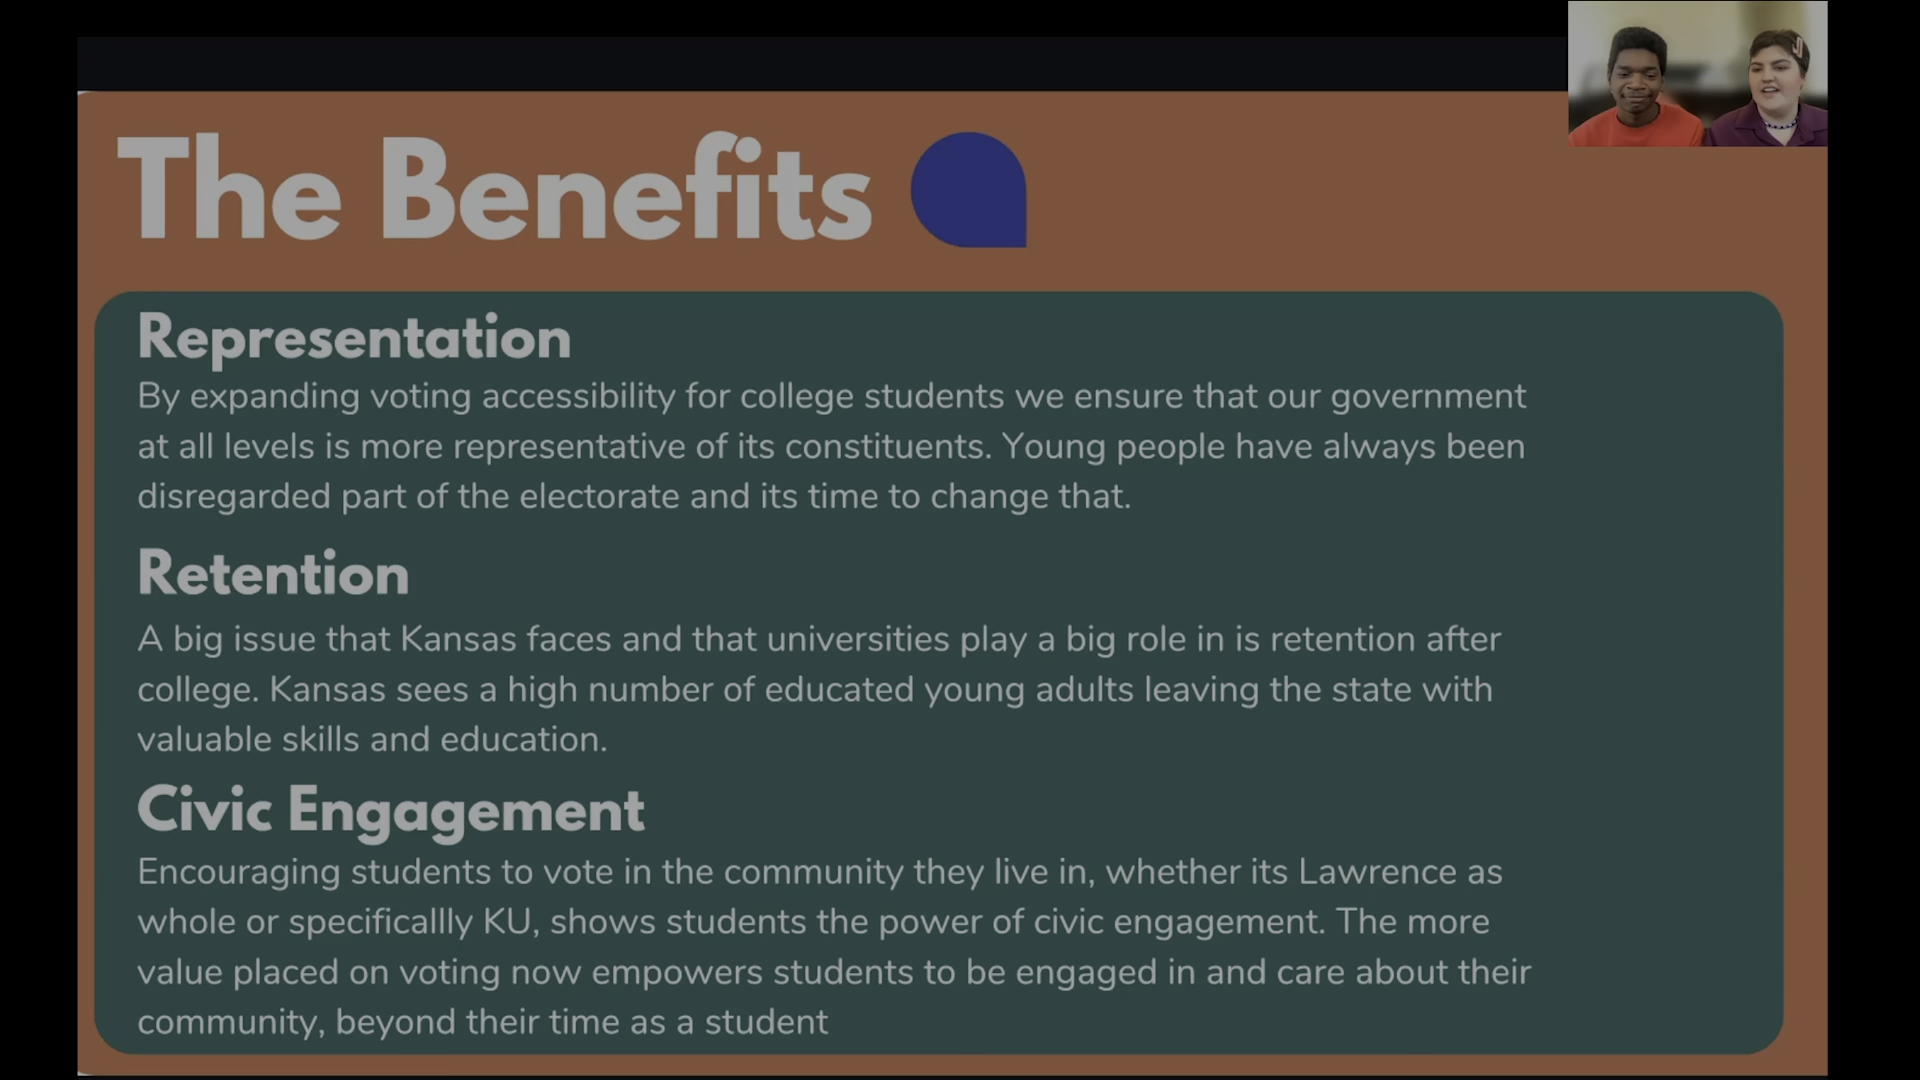 The Benefits
Representation
By expanding voting accessibility for college students we ensure that our government
at all levels is more representative of its constituents. Young people have always been
disregarded part of the electorate and its time to change that.
Retention
A big issue that Kansas faces and that universities play a big role in is retention after
college. Kansas sees a high number of educated young adults leaving the state with
valuable skills and education.
Civic Engagement
Encouraging students to vote in the community they live in, whether its Lawrence as
whole or specificallly KU, shows students the power of civic engagement. The more
value placed on voting now empowers students to be engaged in and care about their
community, beyond their time as a student